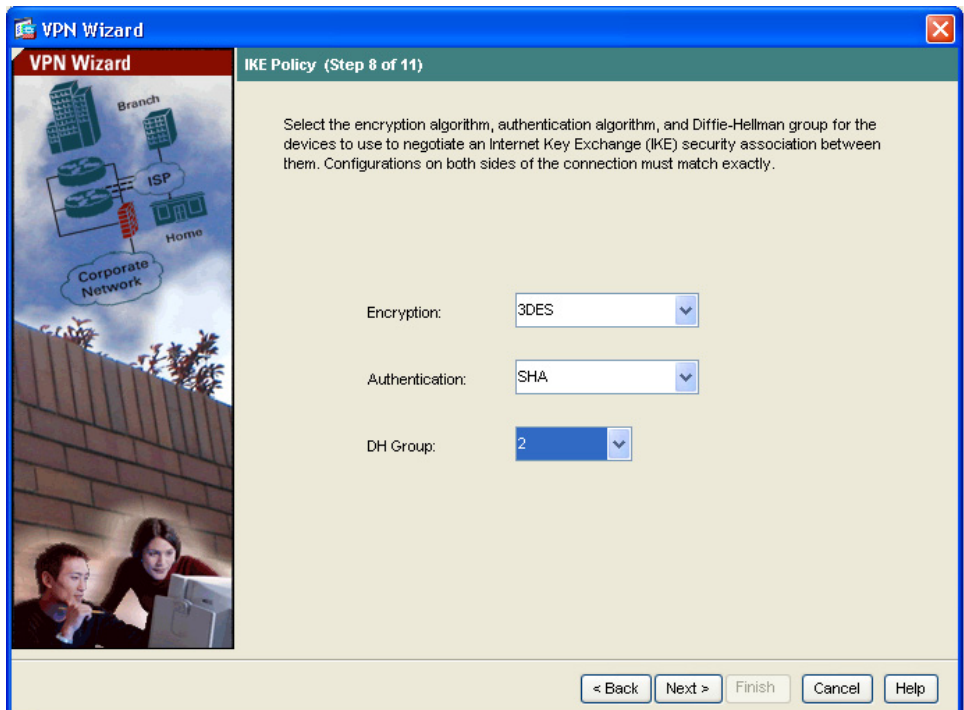 VPN Wizard
VPN Wizard
IKE Policy (Step 8 of 11)
Branch
ISP
Home
Corporate
Network
Select the encryption algorithm, authentication algorithm, and Diffie-Hellman group for the
devices to use to negotiate an Internet Key Exchange (IKE) security association between
them. Configurations on both sides of the connection must match exactly.
Encryption: 3DES
Authentication: SHA
DH Group: 2
< Back Next > Finish Cancel Help